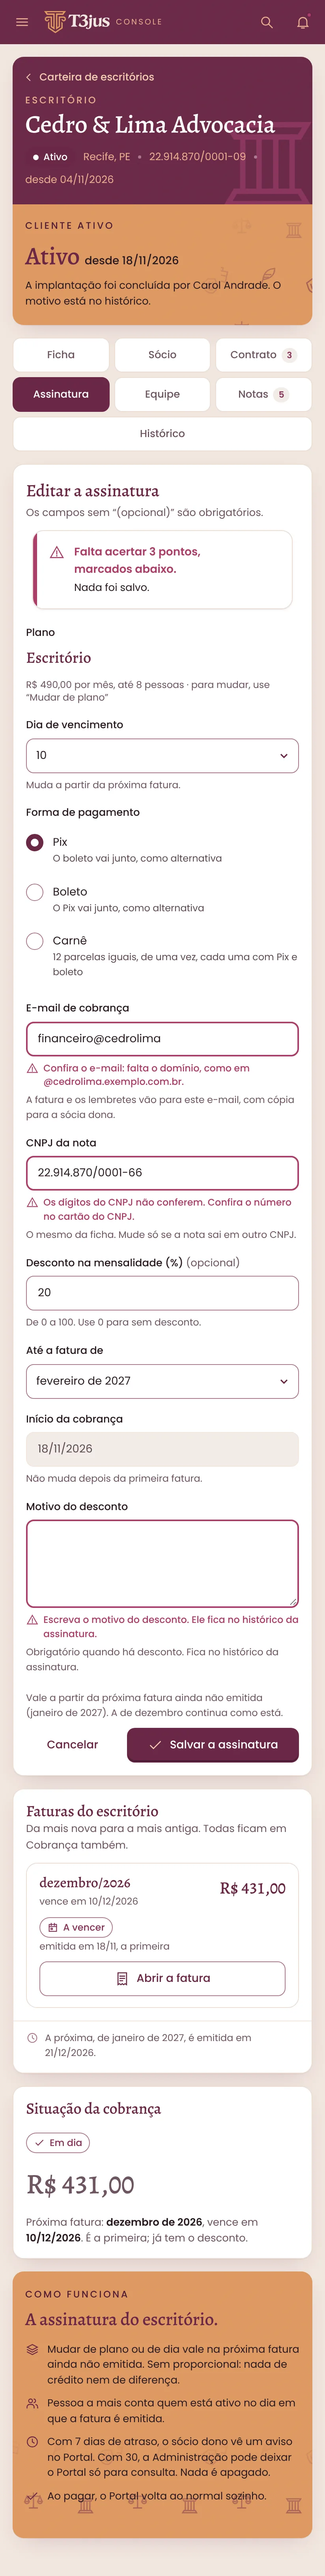 T3jus CONSOLE
Carteira de escritórios
ESCRITÓRIO
Cedro & Lima Advocacia
Ativo Recife, PE • 22.914.870/0001-09 •
desde 04/11/2026
CLIENTE ATIVO
Ativo desde 18/11/2026
A implantação foi concluída por Carol Andrade. O
motivo está no histórico.
Ficha Sócio Contrato 3
Assinatura Equipe Notas 5
Histórico
Editar a assinatura
Os campos sem “(opcional)” são obrigatórios.
Falta acertar 3 pontos,
marcados abaixo.
Nada foi salvo.
Plano
Escritório
R$ 490,00 por mês, até 8 pessoas · para mudar, use
“Mudar de plano”
Dia de vencimento
10
Muda a partir da próxima fatura.
Forma de pagamento
Pix
O boleto vai junto, como alternativa
Boleto
O Pix vai junto, como alternativa
Carnê
12 parcelas iguais, de uma vez, cada uma com Pix e
boleto
E-mail de cobrança
financeiro@cedrolima
Confira o e-mail: falta o domínio, como em
@cedrolima.exemplo.com.br.
A fatura e os lembretes vão para este e-mail, com cópia
para a sócia dona.
CNPJ da nota
22.914.870/0001-66
Os dígitos do CNPJ não conferem. Confira o número
no cartão do CNPJ.
O mesmo da ficha. Mude só se a nota sai em outro CNPJ.
Desconto na mensalidade (%) (opcional)
20
De 0 a 100. Use 0 para sem desconto.
Até a fatura de
fevereiro de 2027
Início da cobrança
18/11/2026
Não muda depois da primeira fatura.
Motivo do desconto
Escreva o motivo do desconto. Ele fica no histórico da
assinatura.
Obrigatório quando há desconto. Fica no histórico da
assinatura.
Vale a partir da próxima fatura ainda não emitida
(janeiro de 2027). A de dezembro continua como está.
Cancelar Salvar a assinatura
Faturas do escritório
Da mais nova para a mais antiga. Todas ficam em
Cobrança também.
dezembro/2026 R$ 431,00
vence em 10/12/2026
A vencer
emitida em 18/11, a primeira
Abrir a fatura
A próxima, de janeiro de 2027, é emitida em
21/12/2026.
Situação da cobrança
Em dia
R$ 431,00
Próxima fatura: dezembro de 2026, vence em
10/12/2026. É a primeira; já tem o desconto.
COMO FUNCIONA
A assinatura do escritório.
Mudar de plano ou de dia vale na próxima fatura
ainda não emitida. Sem proporcional: nada de
crédito nem de diferença.
Pessoa a mais conta quem está ativo no dia em
que a fatura é emitida.
Com 7 dias de atraso, o sócio dono vê um aviso
no Portal. Com 30, a Administração pode deixar
o Portal só para consulta. Nada é apagado.
Ao pagar, o Portal volta ao normal sozinho.